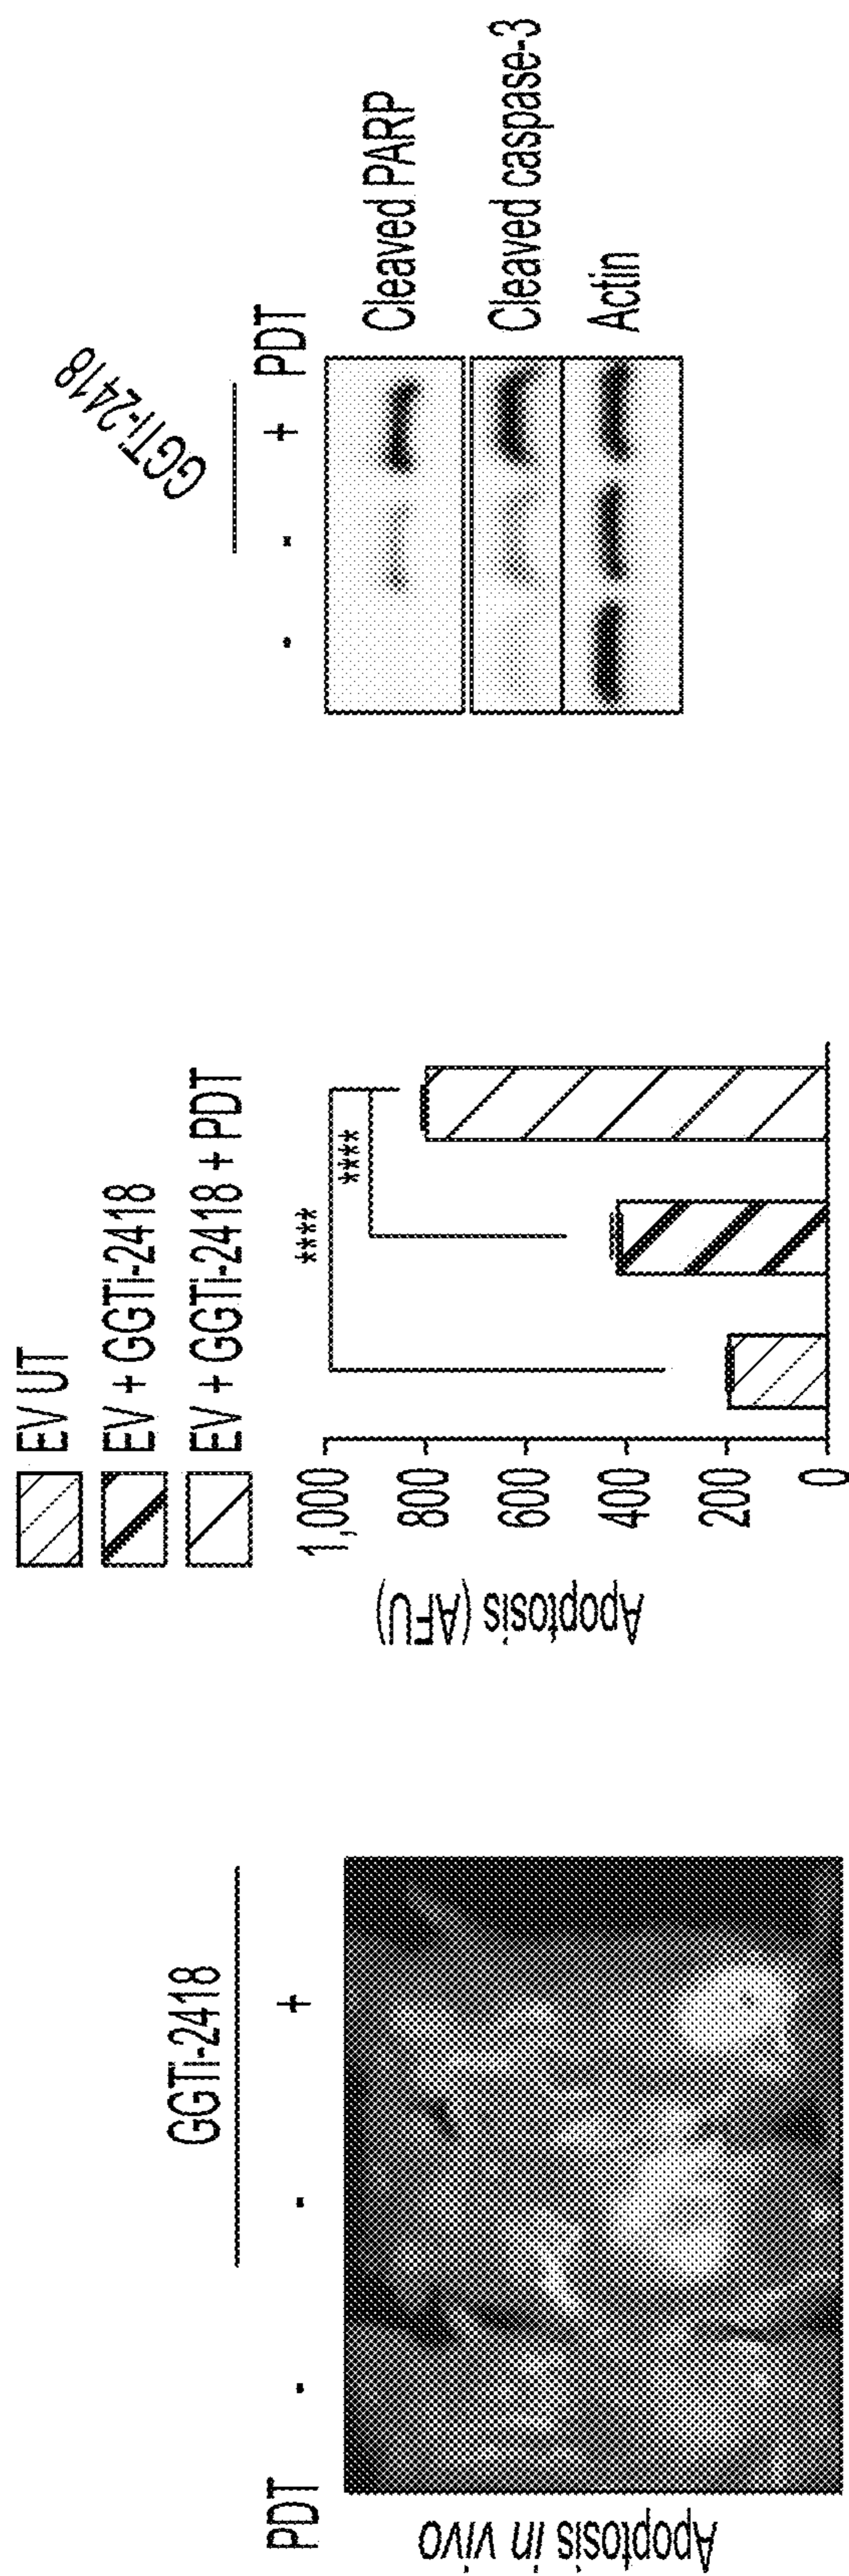 GGTi-2418
PDT - - +
Apoptosis in vivo
EV UT
EV + GGTi-2418
EV + GGTi-2418 + PDT
Apoptosis (AFU)
1,000
800
600
400
200
0
****
****
GGTi-2418
- - + PDT
Cleaved PARP
Cleaved caspase-3
Actin